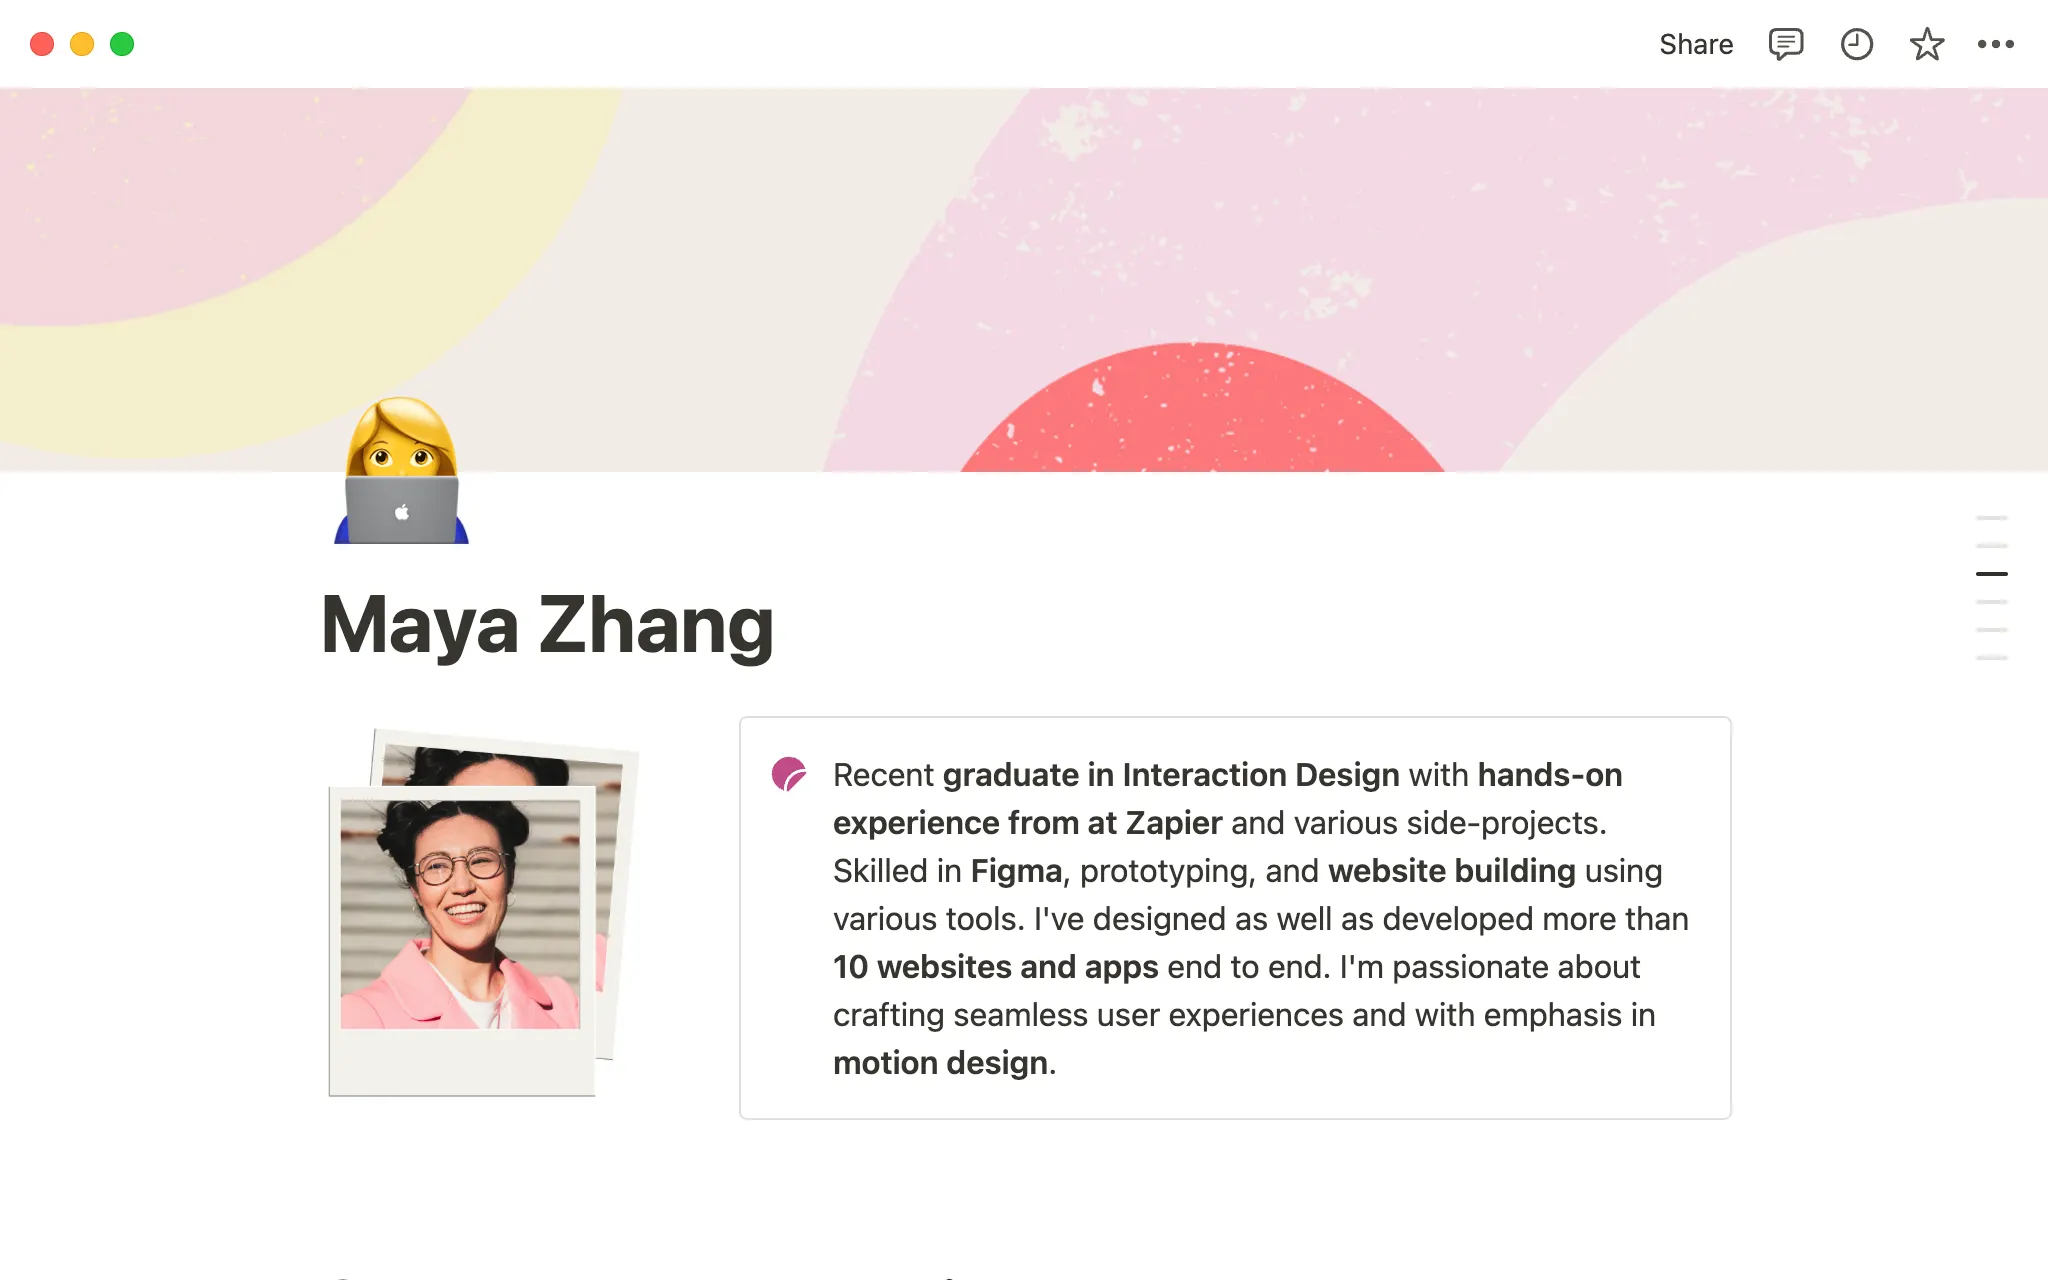 Share
Maya Zhang
Recent graduate in Interaction Design with hands-on
experience from at Zapier and various side-projects.
Skilled in Figma, prototyping, and website building using
various tools. I've designed as well as developed more than
10 websites and apps end to end. I'm passionate about
crafting seamless user experiences and with emphasis in
motion design.